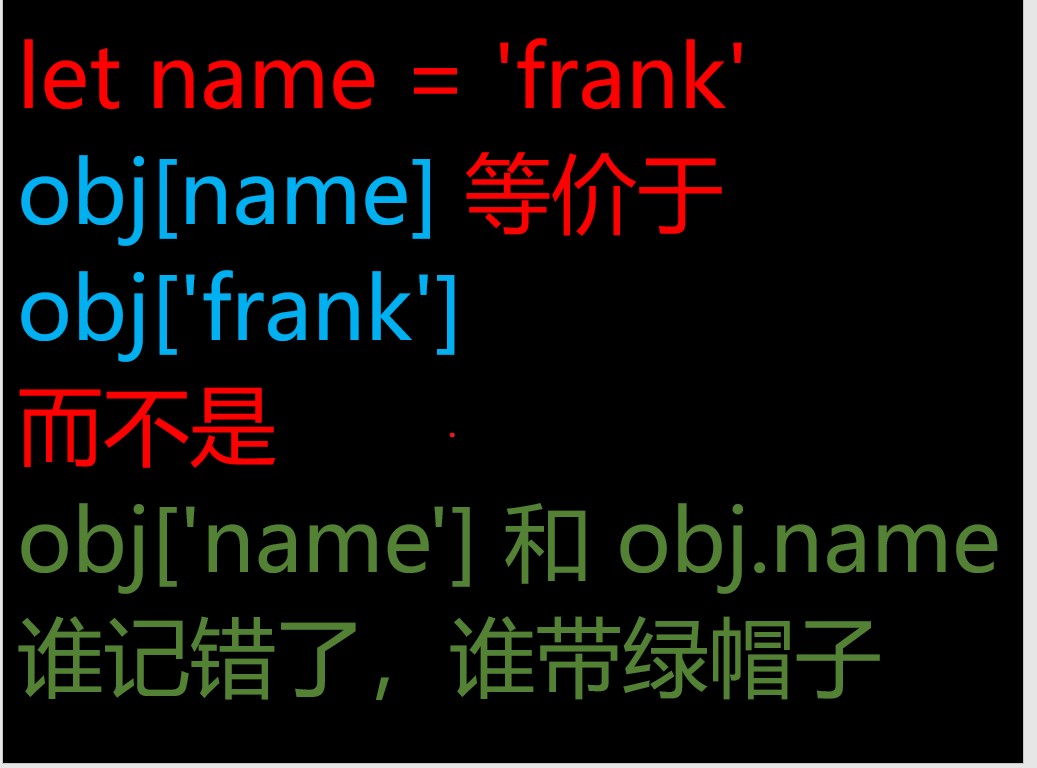 let name = 'frank'
obj[name] 等价于
obj['frank']
而不是
obj['name'] 和 obj.name
谁记错了，谁带绿帽子